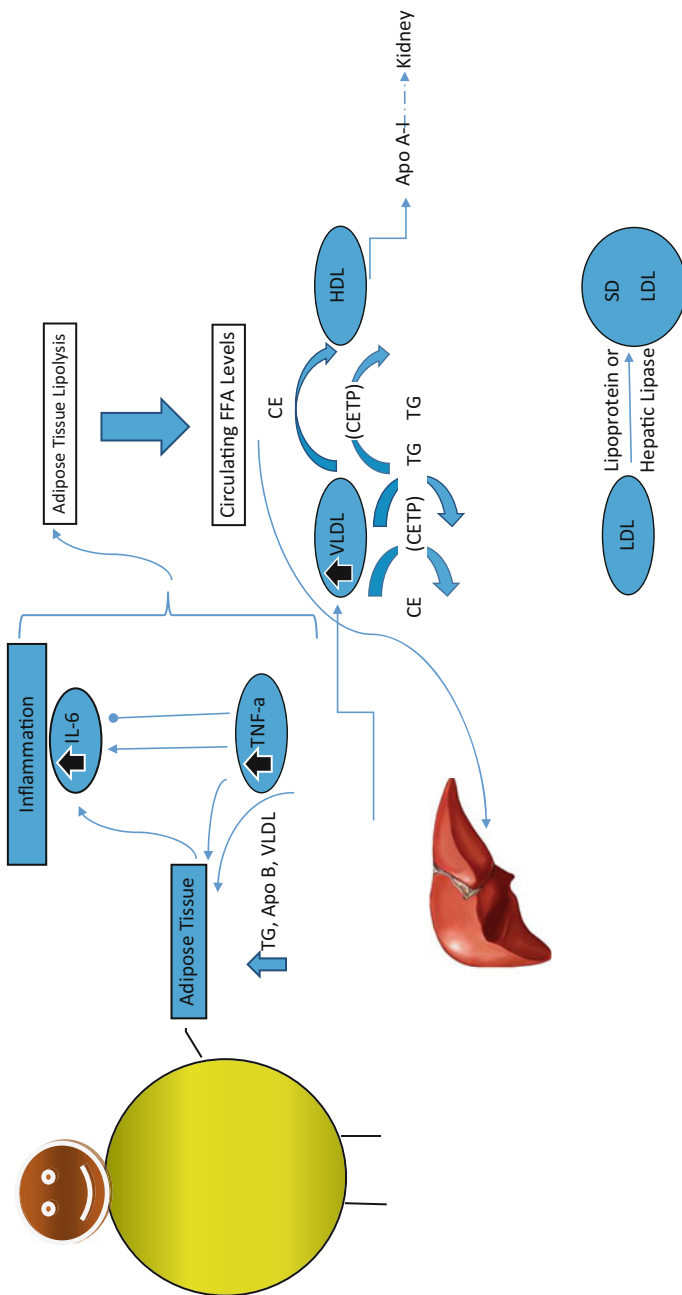 Inflammation
IL-6
TNF-a
Adipose Tissue
TG, Apo B, VLDL
Adipose Tissue Lipolysis
Circulating FFA Levels
CE
VLDL
HDL
(CETP)
TG
TG
(CETP)
CE
Apo A-I
Kidney
LDL
Lipoprotein or
Hepatic Lipase
SD
LDL